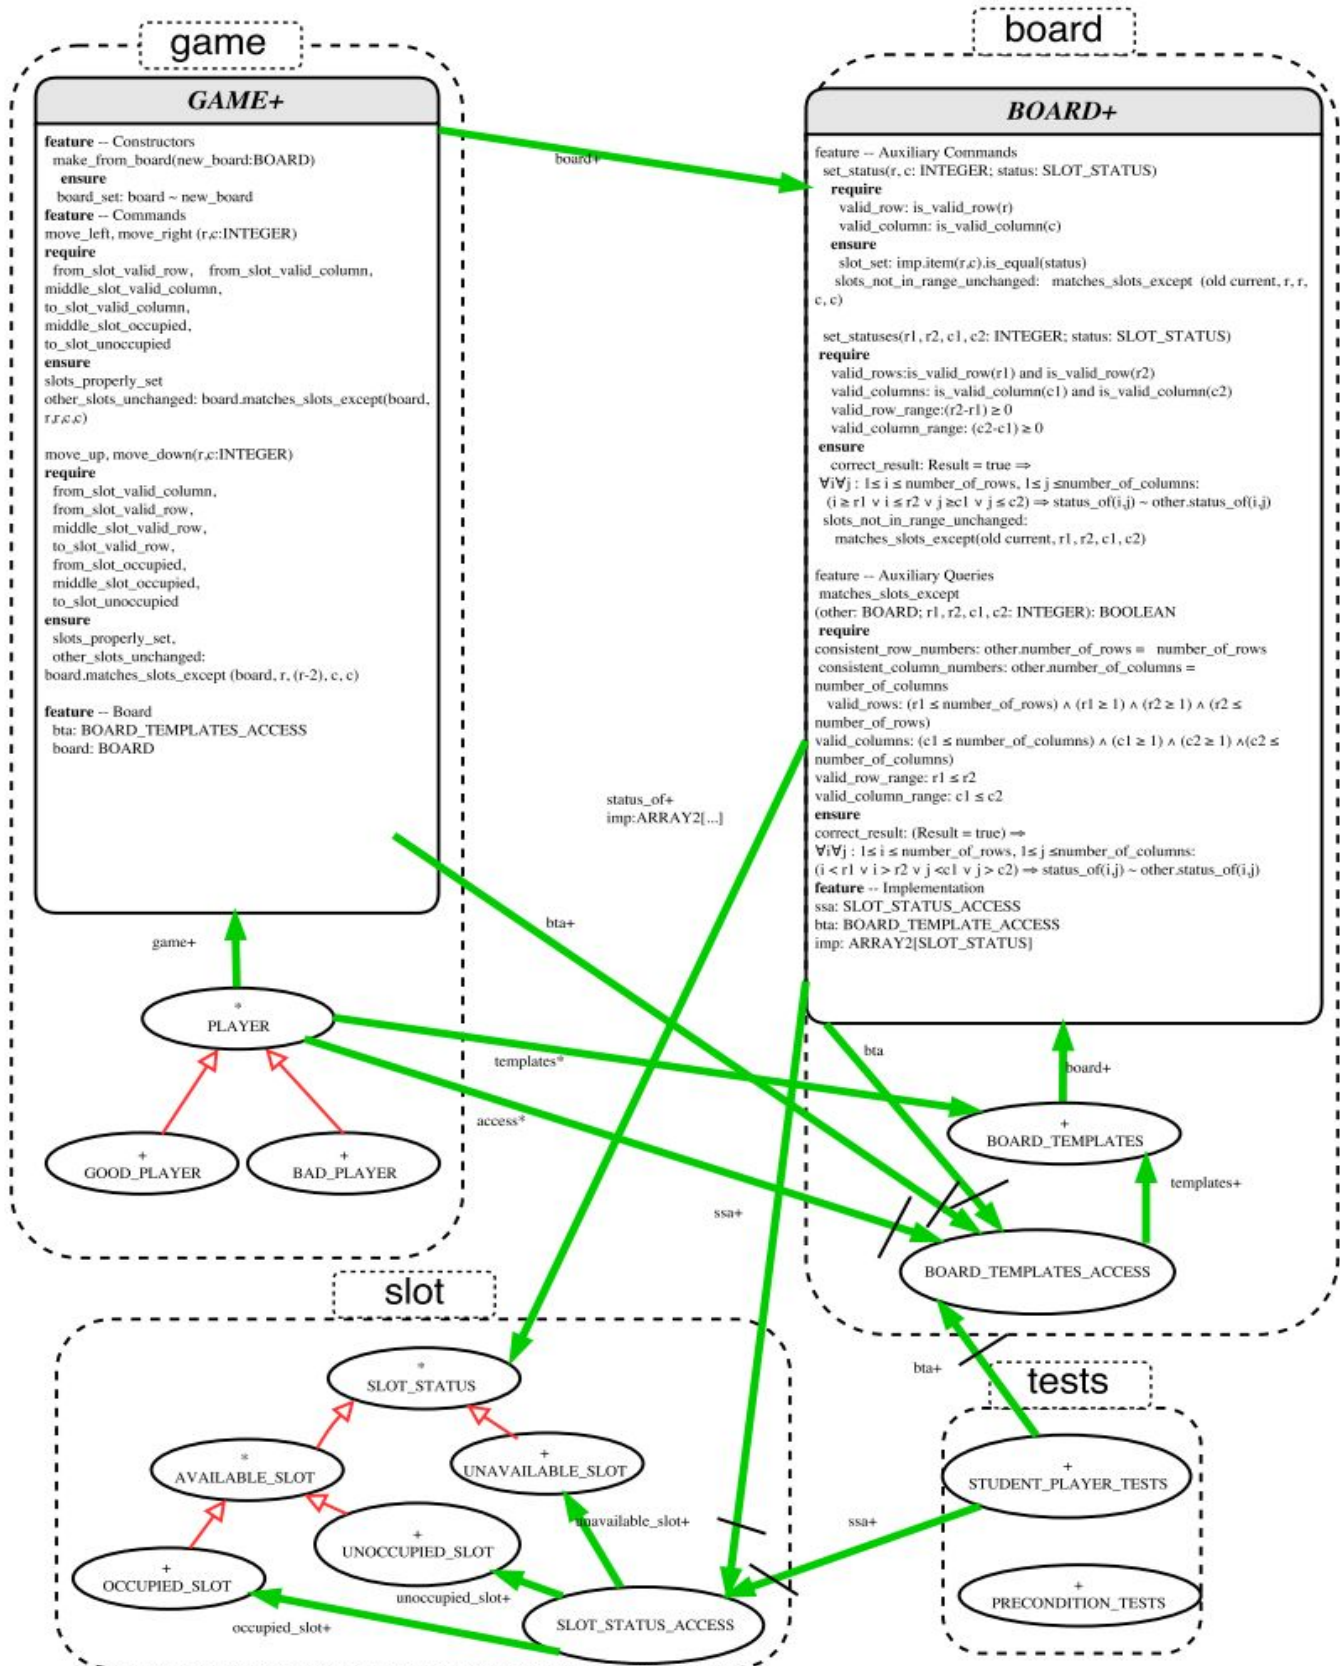 game
GAME+
feature -- Constructors
make_from_board(new_board:BOARD)
ensure
board_set: board ~ new_board
feature -- Commands
move_left, move_right (r,c:INTEGER)
require
from_slot_valid_row, from_slot_valid_column,
middle_slot_valid_column,
to_slot_valid_column,
middle_slot_occupied,
to_slot_unoccupied
ensure
slots_properly_set
other_slots_unchanged: board.matches_slots_except(board,
r,r,c,c)
move_up, move_down(r,c:INTEGER)
require
from_slot_valid_column,
from_slot_valid_row,
middle_slot_valid_row,
to_slot_valid_row,
from_slot_occupied,
middle_slot_occupied,
to_slot_unoccupied
ensure
slots_properly_set,
other_slots_unchanged:
board.matches_slots_except (board, r, (r-2), c, c)
feature -- Board
bta: BOARD_TEMPLATES_ACCESS
board: BOARD
board+
board
BOARD+
feature -- Auxiliary Commands
set_status(r, c: INTEGER; status: SLOT_STATUS)
require
valid_row: is_valid_row(r)
valid_column: is_valid_column(c)
ensure
slot_set: imp.item(r,c).is_equal(status)
slots_not_in_range_unchanged: matches_slots_except (old current, r, r,
c, c)
set_statuses(r1, r2, c1, c2: INTEGER; status: SLOT_STATUS)
require
valid_rows:is_valid_row(r1) and is_valid_row(r2)
valid_columns: is_valid_column(c1) and is_valid_column(c2)
valid_row_range:(r2-r1) ≥ 0
valid_column_range: (c2-c1) ≥ 0
ensure
correct_result: Result = true ⇒
∀i∀j : 1≤ i ≤ number_of_rows, 1≤ j ≤number_of_columns:
(i ≥ r1 ∨ i ≤ r2 ∨ j ≥c1 ∨ j ≤ c2) ⇒ status_of(i,j) ~ other.status_of(i,j)
slots_not_in_range_unchanged:
matches_slots_except(old current, r1, r2, c1, c2)
feature -- Auxiliary Queries
matches_slots_except
(other: BOARD; r1, r2, c1, c2: INTEGER): BOOLEAN
require
consistent_row_numbers: other.number_of_rows = number_of_rows
consistent_column_numbers: other.number_of_columns =
number_of_columns
valid_rows: (r1 ≤ number_of_rows) ∧ (r1 ≥ 1) ∧ (r2 ≥ 1) ∧ (r2 ≤
number_of_rows)
valid_columns: (c1 ≤ number_of_columns) ∧ (c1 ≥ 1) ∧ (c2 ≥ 1) ∧(c2 ≤
number_of_columns)
valid_row_range: r1 ≤ r2
valid_column_range: c1 ≤ c2
ensure
correct_result: (Result = true) ⇒
∀i∀j : 1≤ i ≤ number_of_rows, 1≤ j ≤number_of_columns:
(i < r1 ∨ i > r2 ∨ j <c1 ∨ j > c2) ⇒ status_of(i,j) ~ other.status_of(i,j)
feature -- Implementation
ssa: SLOT_STATUS_ACCESS
bta: BOARD_TEMPLATE_ACCESS
imp: ARRAY2[SLOT_STATUS]
status_of+
imp:ARRAY2[...]
bta+
game+
*
PLAYER
templates*
access*
+
GOOD_PLAYER
+
BAD_PLAYER
bta
board+
+
BOARD_TEMPLATES
templates+
ssa+
BOARD_TEMPLATES_ACCESS
slot
*
SLOT_STATUS
*
AVAILABLE_SLOT
+
UNAVAILABLE_SLOT
unavailable_slot+
+
UNOCCUPIED_SLOT
+
OCCUPIED_SLOT
unoccupied_slot+
occupied_slot+
SLOT_STATUS_ACCESS
bta+
tests
+
STUDENT_PLAYER_TESTS
ssa+
+
PRECONDITION_TESTS